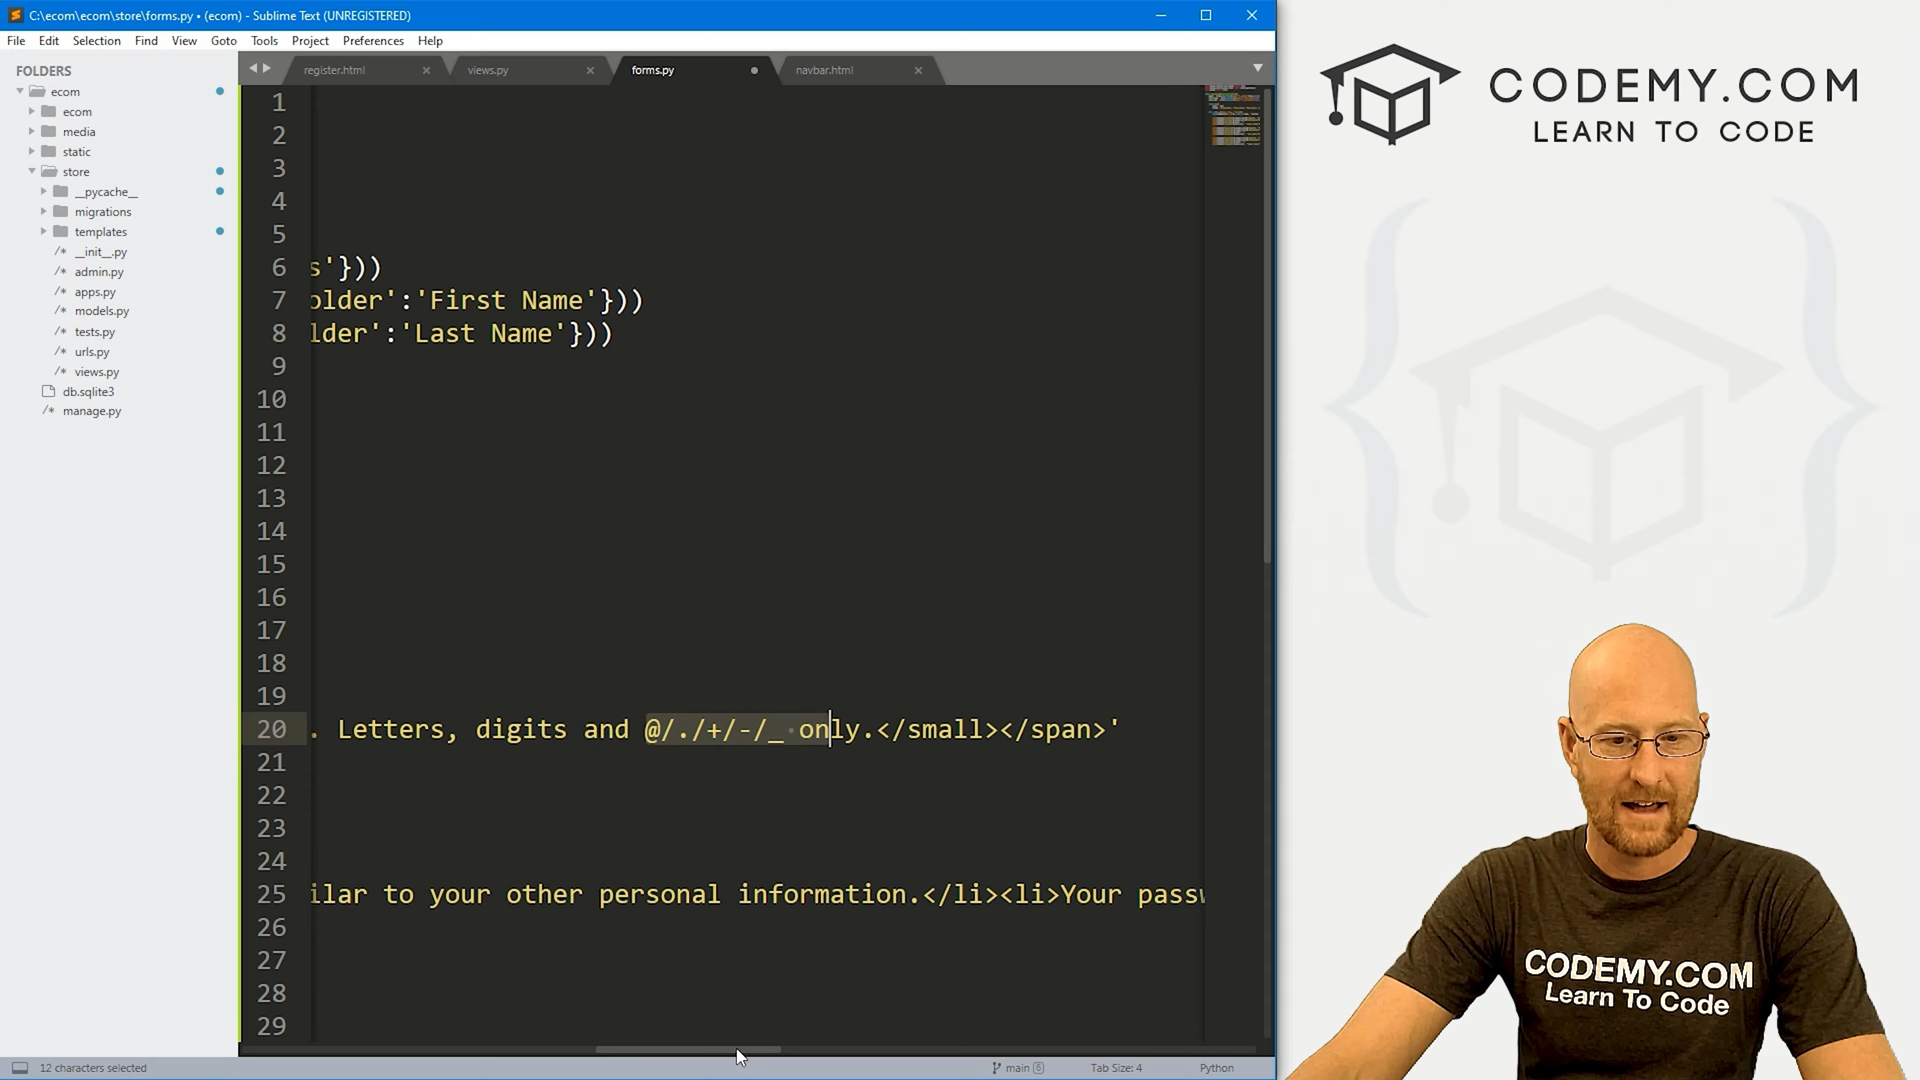 C:\ecom\ecom\store\forms.py • (ecom) - Sublime Text (UNREGISTERED)
File Edit Selection Find View Goto Tools Project Preferences Help
FOLDERS
ecom
ecom
media
static
store
__pycache__
migrations
templates
/* __init__.py
/* admin.py
/* apps.py
/* models.py
/* tests.py
/* urls.py
/* views.py
db.sqlite3
/* manage.py
register.html views.py forms.py navbar.html
1
2
3
4
5
6 s'}))
7 older':'First Name'}))
8 lder':'Last Name'}))
9
10
11
12
13
14
15
16
17
18
19
20 . Letters, digits and @/./+/-/_ only.</small></span>'
21
22
23
24
25 ilar to your other personal information.</li><li>Your passw
26
27
28
29
12 characters selected
main 6
Tab Size: 4
Python
CODEMY.COM
LEARN TO CODE
CODEMY.COM
Learn To Code